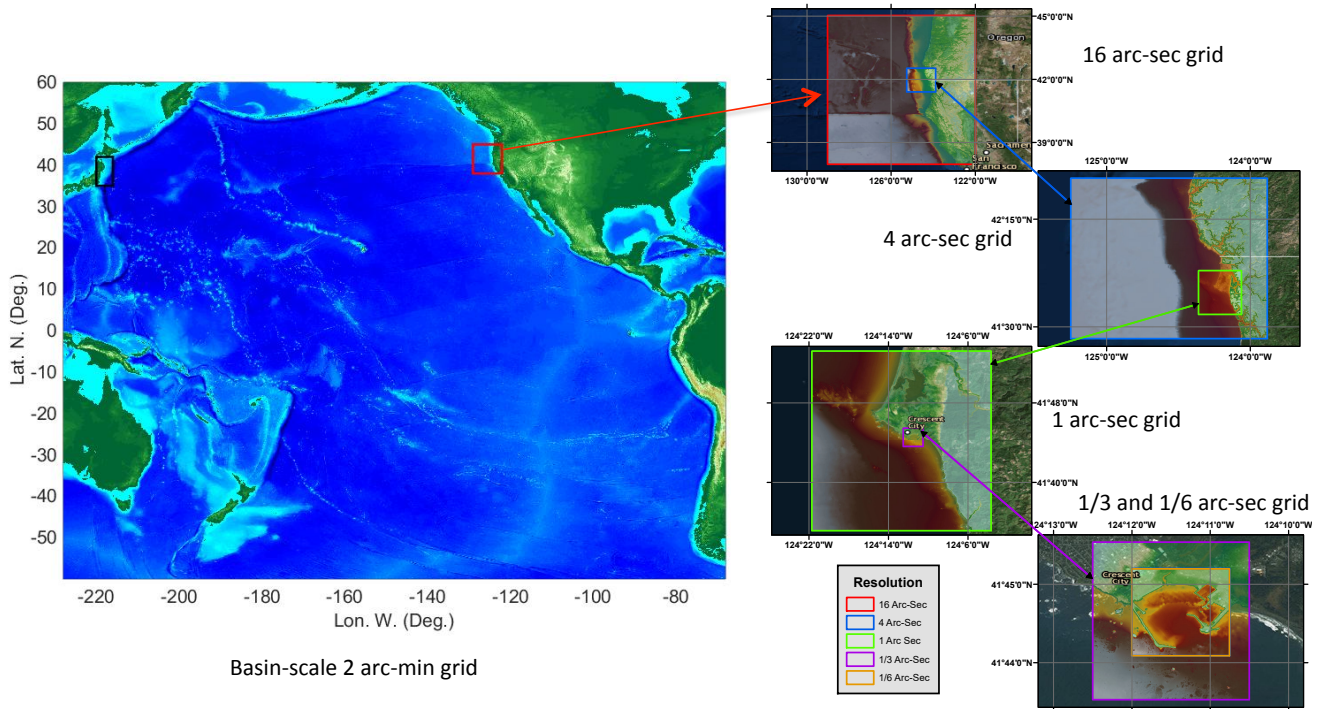 60
50
40
30
20
10
0
-10
-20
-30
-40
-50
Lat. N. (Deg.)
-220 -200 -180 -160 -140 -120 -100 -80
Lon. W. (Deg.)
Basin-scale 2 arc-min grid
45°0'0"N
Oregon
42°0'0"N
39°0'0"N
Sacramen
San
Francisco
130°0'0"W 126°0'0"W 122°0'0"W
16 arc-sec grid
125°0'0"W 124°0'0"W
42°15'0"N
41°30'0"N
125°0'0"W 124°0'0"W
4 arc-sec grid
124°22'0"W 124°14'0"W 124°6'0"W
41°48'0"N
Crescent
City
41°40'0"N
124°22'0"W 124°14'0"W 124°6'0"W
1 arc-sec grid
1/3 and 1/6 arc-sec grid
124°13'0"W 124°12'0"W 124°11'0"W 124°10'0"W
41°45'0"N
Crescent
City
41°44'0"N
Resolution
16 Arc-Sec
4 Arc-Sec
1 Arc Sec
1/3 Arc-Sec
1/6 Arc-Sec